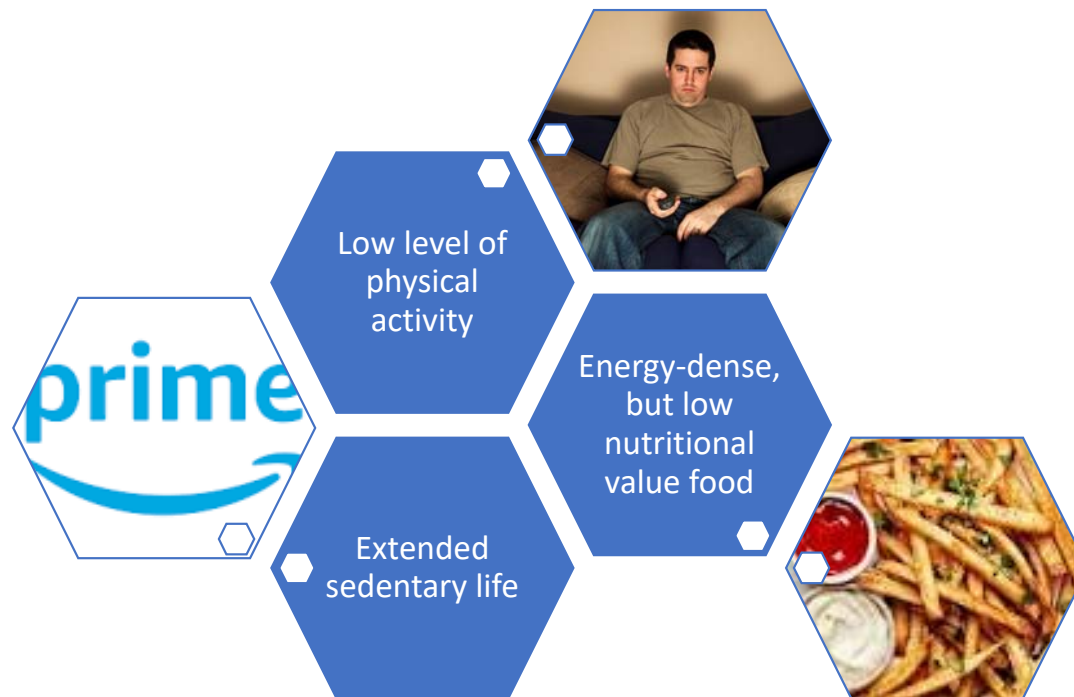 Low level of
physical
activity
prime
Energy-dense,
but low
nutritional
value food
Extended
sedentary life